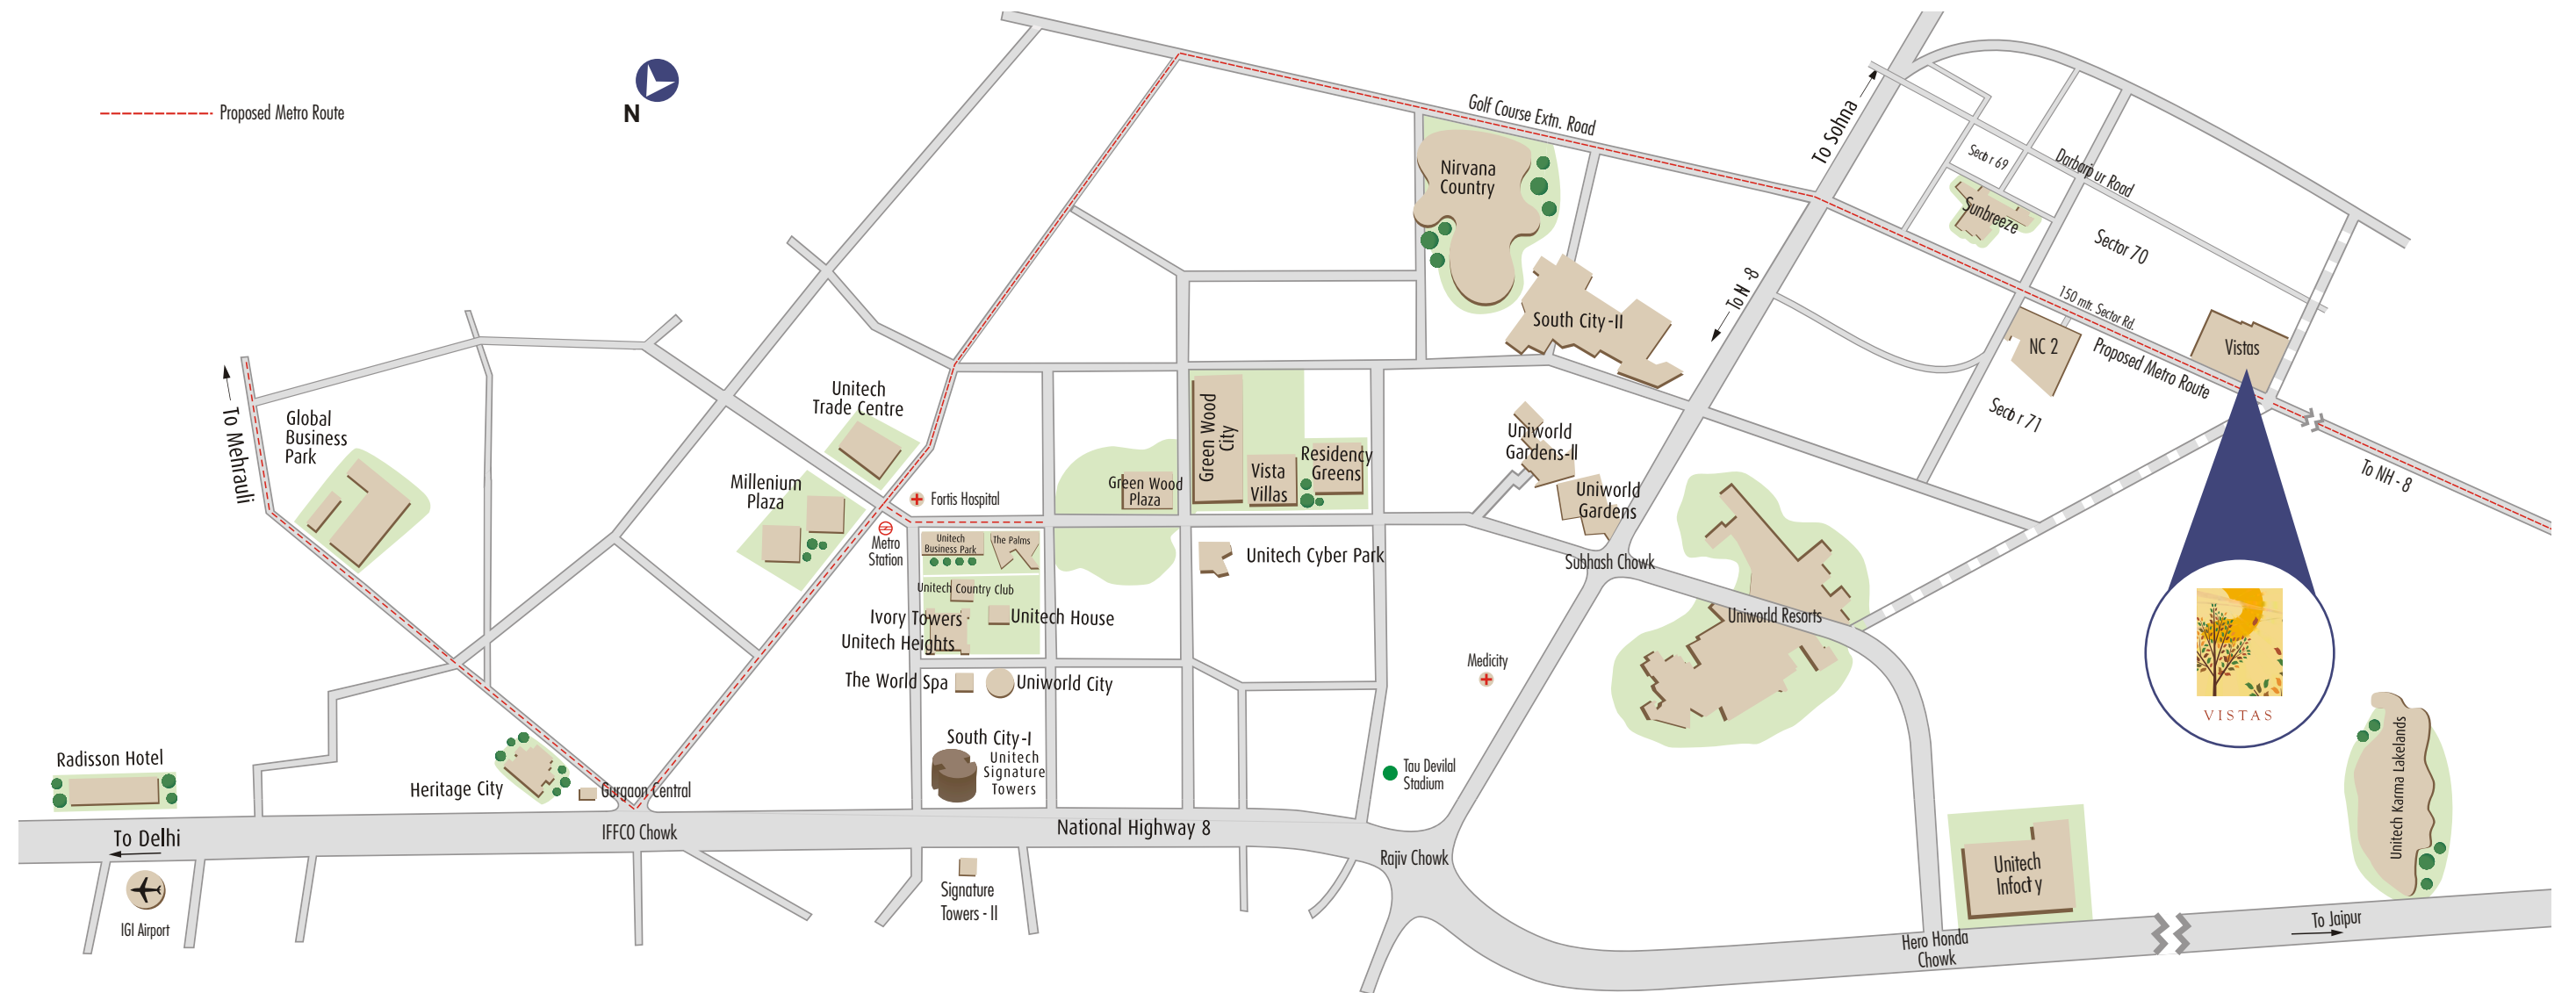 N
Proposed Metro Route
Golf Course Extn. Road
To Sohna
Nirvana
Country
Sector 69
Darbaripur Road
Sunbreeze
Sector 70
To N -8
150 mtr. Sector Rd.
South City-II
NC 2
Vistas
Proposed Metro Route
Sector 71
To NH - 8
To Mehrauli
Global
Business
Park
Unitech
Trade Centre
Millenium
Plaza
Fortis Hospital
Metro
Station
Green Wood
Plaza
Green Wood
City
Vista
Villas
Residency
Greens
Uniworld
Gardens-II
Uniworld
Gardens
Unitech
Business Park
The Palms
Unitech Cyber Park
Subhash Chowk
Unitech Country Club
Ivory Towers
Unitech House
Unitech Heights
Uniworld Resorts
The World Spa
Uniworld City
Medicity
VISTAS
South City-I
Unitech
Signature
Towers
Tau Devilal
Stadium
Unitech Karma Lakelands
Radisson Hotel
Heritage City
Gurgaon Central
To Delhi
IFFCO Chowk
National Highway 8
Rajiv Chowk
IGI Airport
Signature
Towers - II
Unitech
Infocty
Hero Honda
Chowk
To Jaipur